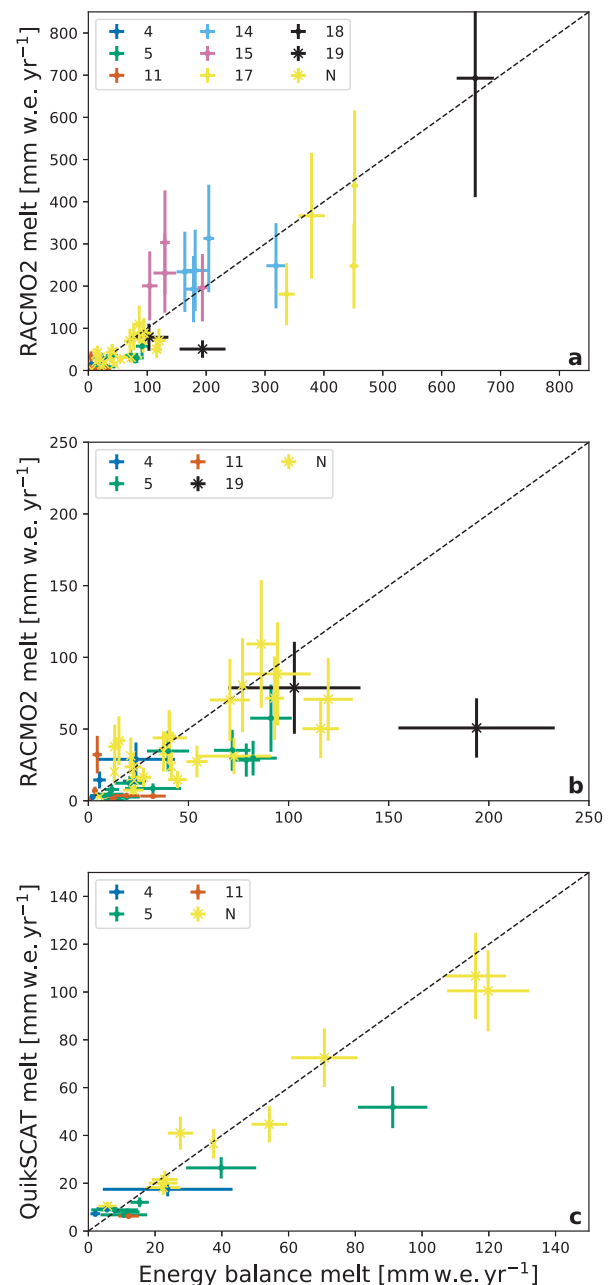 RACMO2 melt [mm w.e. yr⁻¹]
800
700
600
500
400
300
200
100
0
4 14 18
5 15 19
11 17 N
a
0 100 200 300 400 500 600 700 800
RACMO2 melt [mm w.e. yr⁻¹]
250
200
150
100
50
0
4 11 N
5 19
b
0 50 100 150 200 250
QuikSCAT melt [mm w.e. yr⁻¹]
140
120
100
80
60
40
20
0
4 11
5 N
c
0 20 40 60 80 100 120 140
Energy balance melt [mm w.e. yr⁻¹]